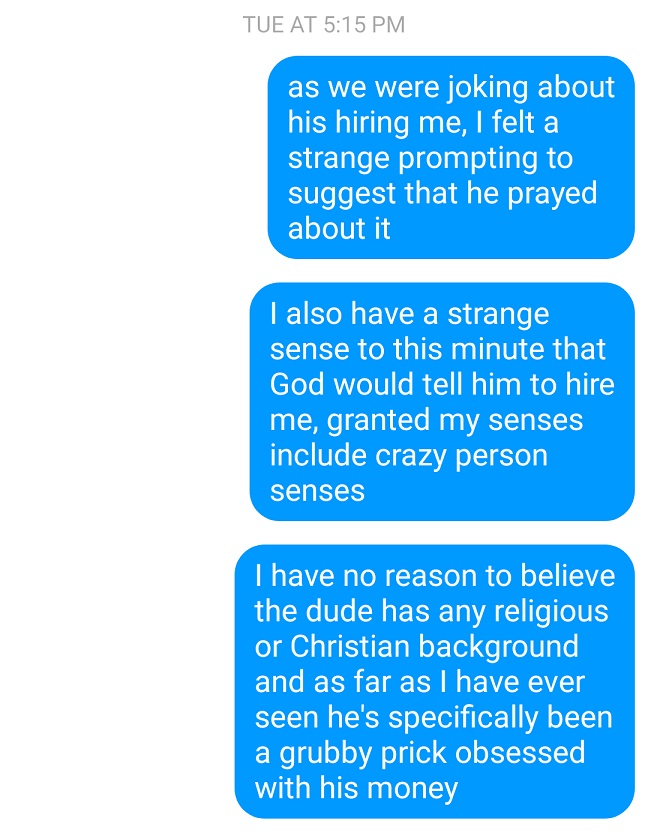 TUE AT 5:15 PM
as we were joking about
his hiring me, I felt a
strange prompting to
suggest that he prayed
about it
I also have a strange
sense to this minute that
God would tell him to hire
me, granted my senses
include crazy person
senses
I have no reason to believe
the dude has any religious
or Christian background
and as far as I have ever
seen he's specifically been
a grubby prick obsessed
with his money